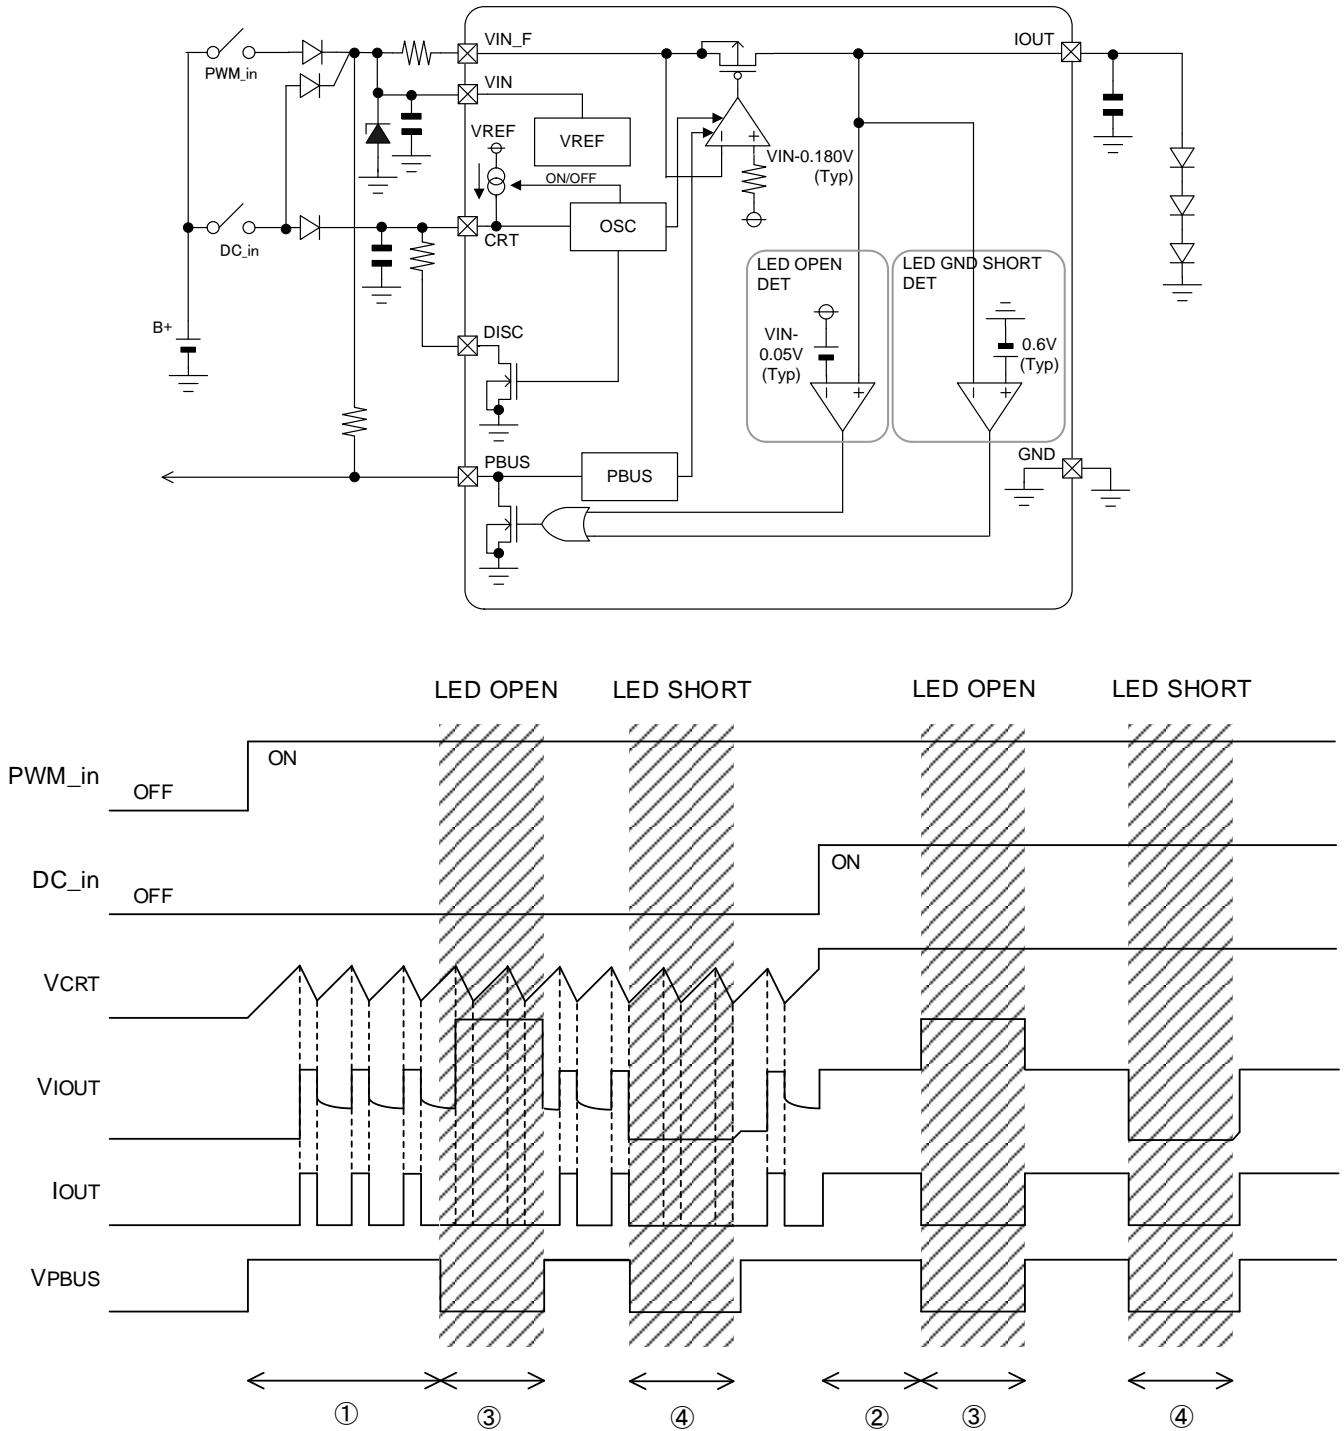 VIN_F
IOUT
PWM_in
VIN
VREF
VREF
VIN-0.180V
(Typ)
ON/OFF
OSC
CRT
DC_in
LED OPEN
DET
LED GND SHORT
DET
B+
DISC
VIN-
0.05V
(Typ)
0.6V
(Typ)
GND
PBUS
PBUS
LED OPEN
LED SHORT
LED OPEN
LED SHORT
PWM_in
OFF
ON
DC_in
OFF
ON
VCRT
VIOUT
IOUT
VPBUS
① ③ ④ ② ③ ④